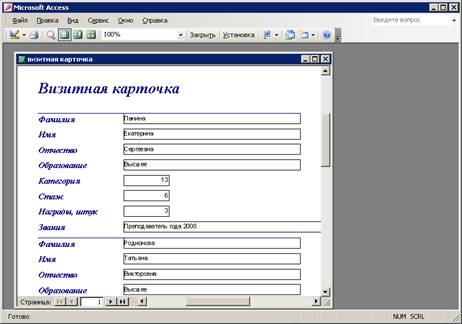 Microsoft Access
Файл Правка Вид Сервис Окно Справка Введите вопрос
100% Закрыть Установка
визитная карточка
Визитная карточка
Фамилия Панина
Имя Екатерина
Отчество Сергеевна
Образование Высшее
Категория 13
Стаж 6
Награды, штук 3
Звания Преподаватель года 2008
Фамилия Родионова
Имя Татьяна
Отчество Викторовна
Образование Высшее
Страница: 1
Готово NUM SCRL